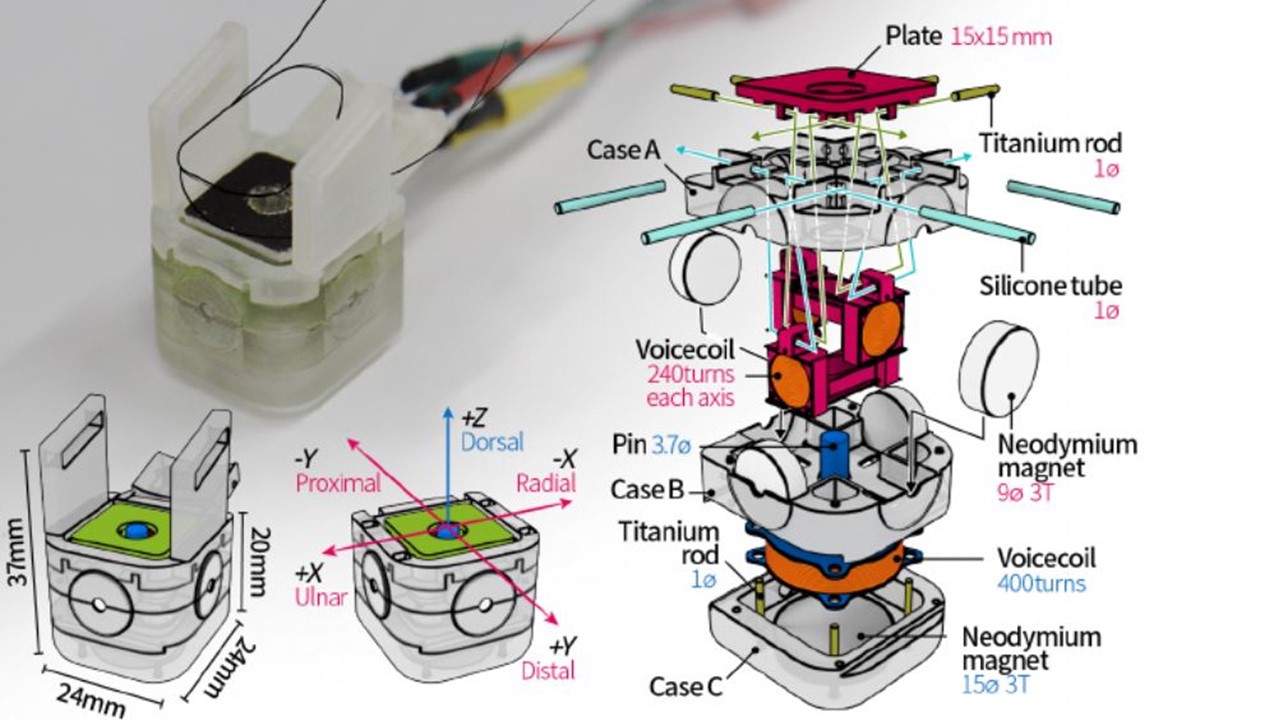 Plate 15x15 mm
Case A
Titanium rod
1ø
Silicone tube
1ø
Voicecoil
240turns
each axis
Pin 3.7ø
Neodymium
magnet
9ø 3T
Case B
Titanium
rod
1ø
Voicecoil
400turns
Neodymium
magnet
15ø 3T
Case C
37mm
20mm
24mm
24mm
+Z
Dorsal
-Y
Proximal
-X
Radial
+X
Ulnar
+Y
Distal